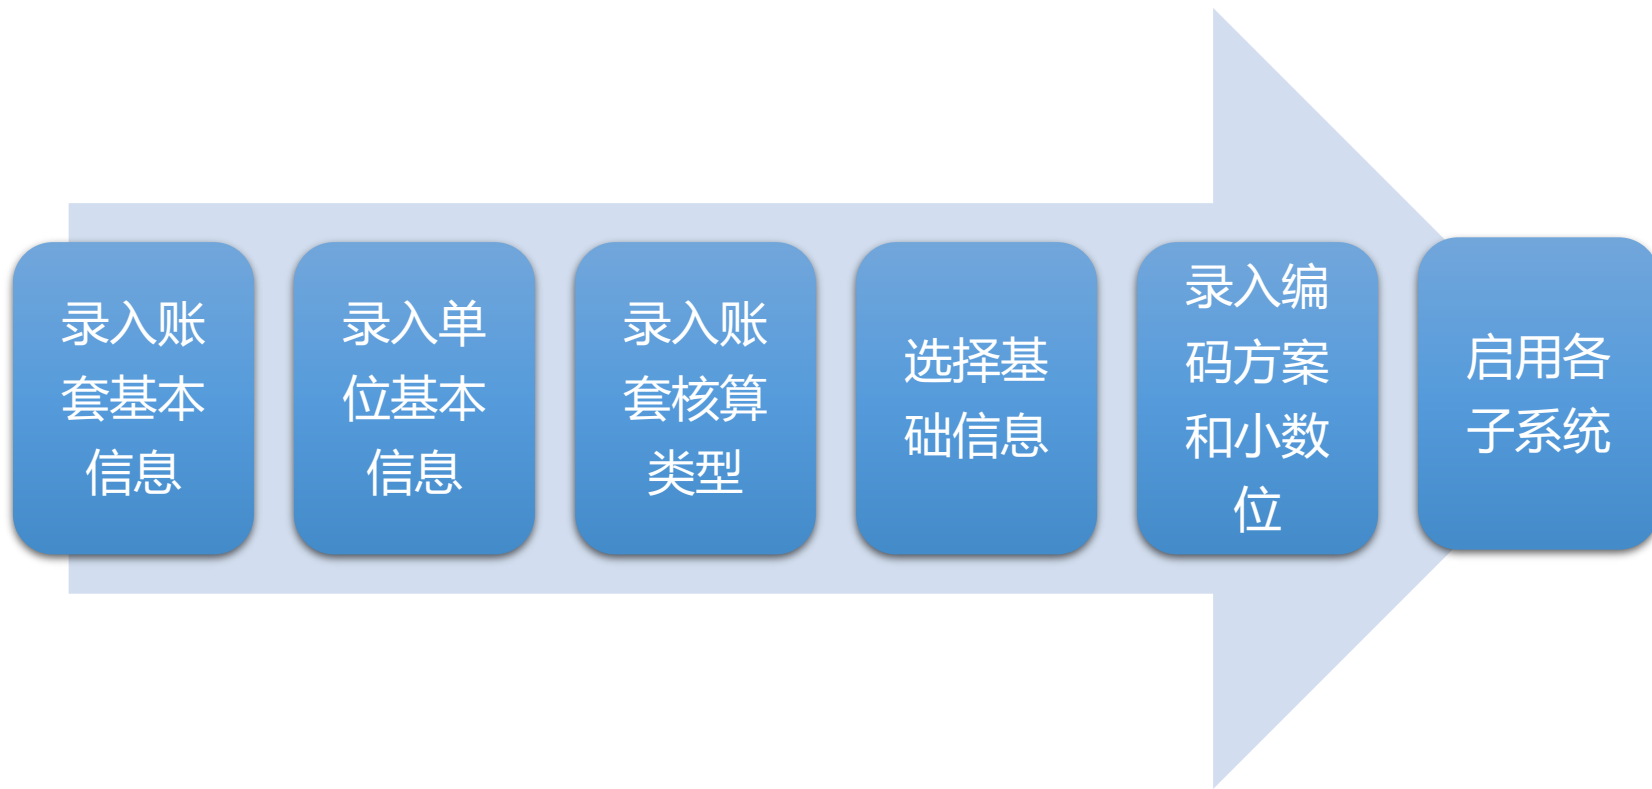 录入账
套基本
信息
录入单
位基本
信息
录入账
套核算
类型
选择基
础信息
录入编
码方案
和小数
位
启用各
子系统